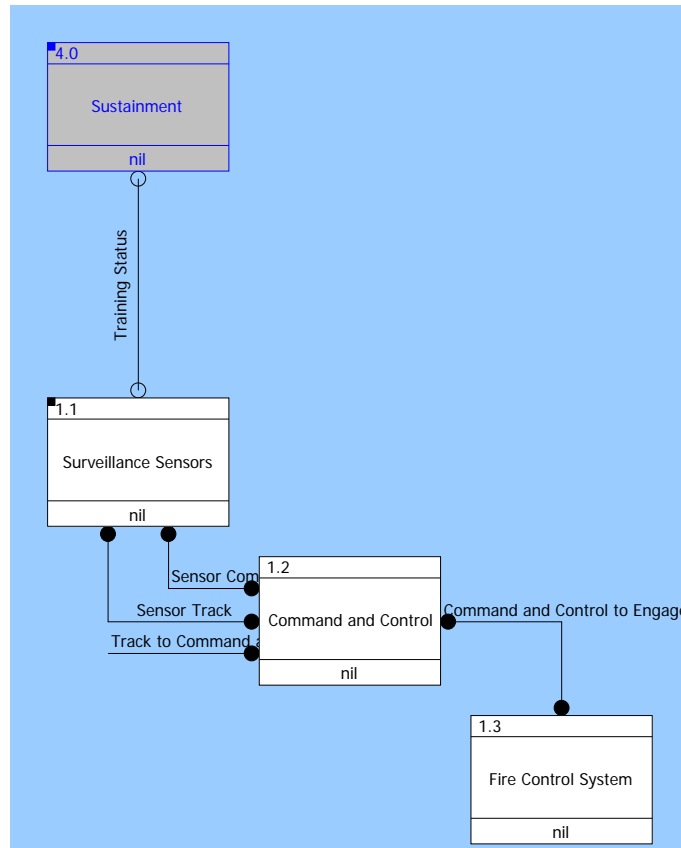 4.0
Sustainment
nil
Training Status
1.1
Surveillance Sensors
nil
Sensor Com
1.2
Sensor Track
Command and Control
Command and Control to Engage
Track to Command
nil
1.3
Fire Control System
nil